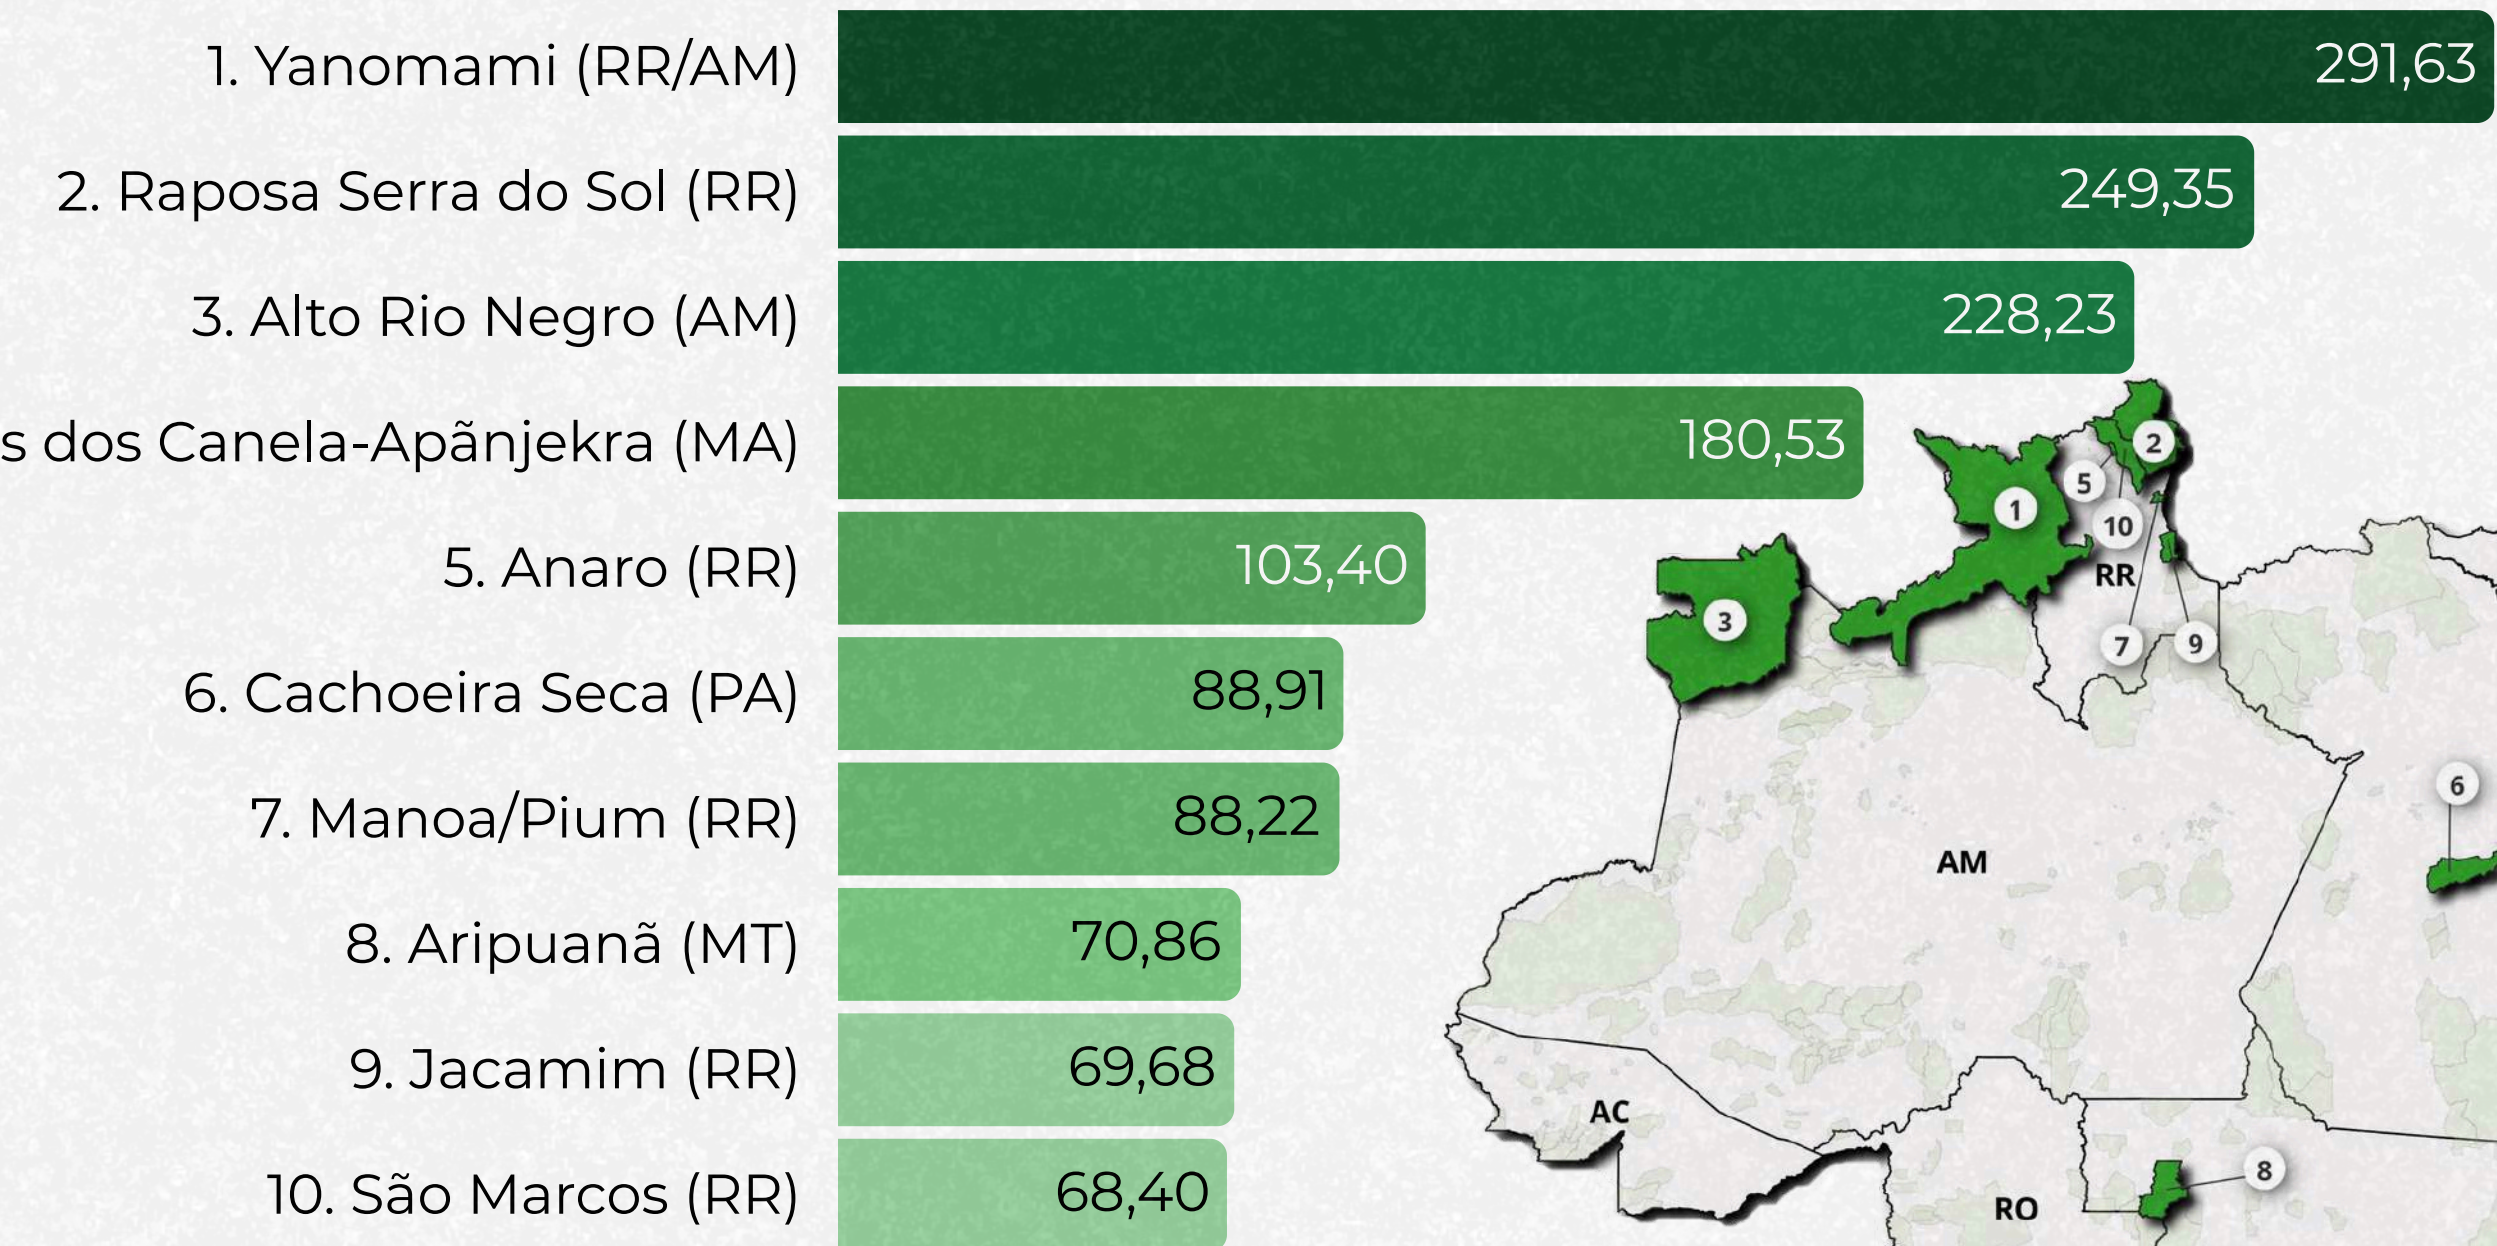 1. Yanomami (RR/AM) 291,63
2. Raposa Serra do Sol (RR) 249,35
3. Alto Rio Negro (AM) 228,23
s dos Canela-Apãnjekra (MA) 180,53
5. Anaro (RR) 103,40
6. Cachoeira Seca (PA) 88,91
7. Manoa/Pium (RR) 88,22
8. Aripuanã (MT) 70,86
9. Jacamim (RR) 69,68
10. São Marcos (RR) 68,40
2
5
1
10
RR
3
7
9
6
AM
AC
8
RO